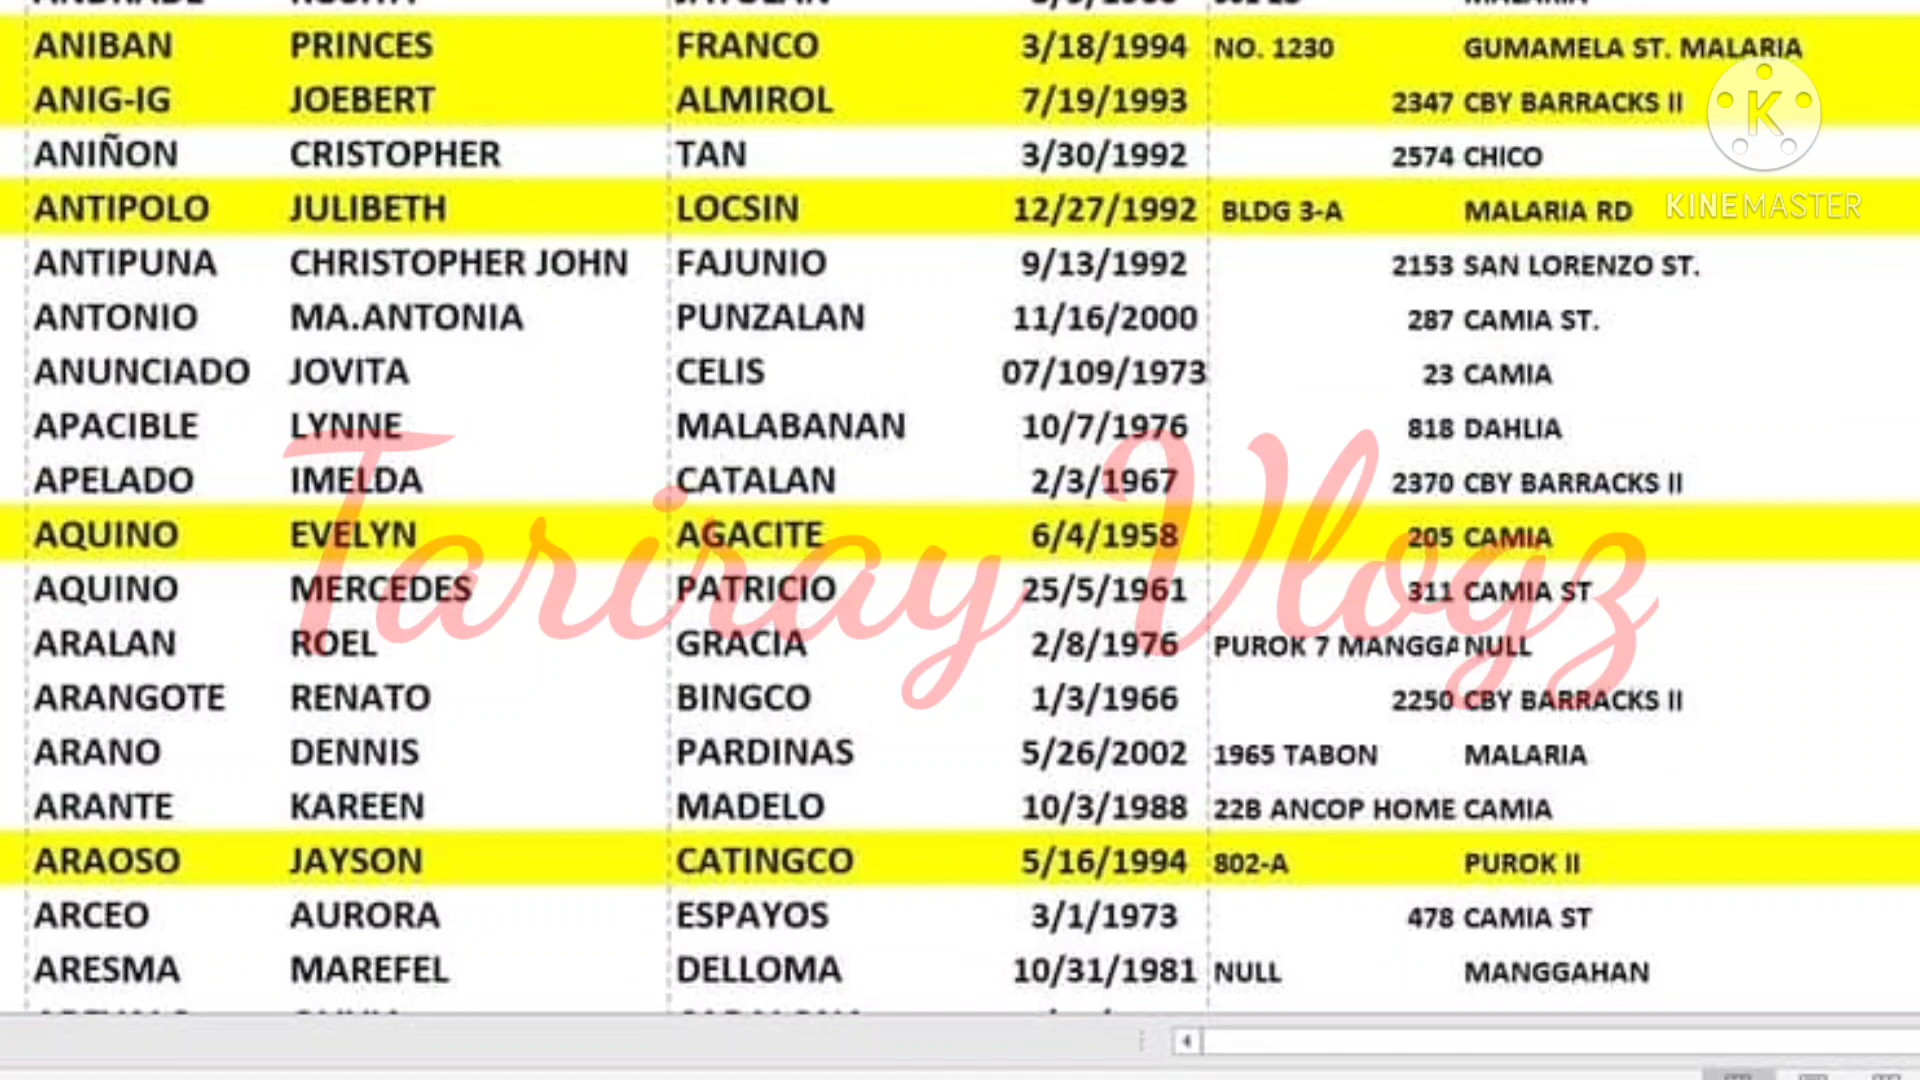 ANIBAN PRINCES FRANCO 3/18/1994 NO. 1230 GUMAMELA ST. MALARIA
ANIG-IG JOEBERT ALMIROL 7/19/1993 2347 CBY BARRACKS II
ANIÑON CRISTOPHER TAN 3/30/1992 2574 CHICO
ANTIPOLO JULIBETH LOCSIN 12/27/1992 BLDG 3-A MALARIA RD
KINEMASTER
ANTIPUNA CHRISTOPHER JOHN FAJUNIO 9/13/1992 2153 SAN LORENZO ST.
ANTONIO MA.ANTONIA PUNZALAN 11/16/2000 287 CAMIA ST.
ANUNCIADO JOVITA CELIS 07/109/1973 23 CAMIA
APACIBLE LYNNE MALABANAN 10/7/1976 818 DAHLIA
APELADO IMELDA CATALAN 2/3/1967 2370 CBY BARRACKS II
AQUINO EVELYN AGACITE 6/4/1958 205 CAMIA
Tariray Vlogz
AQUINO MERCEDES PATRICIO 25/5/1961 311 CAMIA ST
ARALAN ROEL GRACIA 2/8/1976 PUROK 7 MANGGA NULL
ARANGOTE RENATO BINGCO 1/3/1966 2250 CBY BARRACKS II
ARANO DENNIS PARDINAS 5/26/2002 1965 TABON MALARIA
ARANTE KAREEN MADELO 10/3/1988 22B ANCOP HOME CAMIA
ARAOSO JAYSON CATINGCO 5/16/1994 802-A PUROK II
ARCEO AURORA ESPAYOS 3/1/1973 478 CAMIA ST
ARESMA MAREFEL DELLOMA 10/31/1981 NULL MANGGAHAN